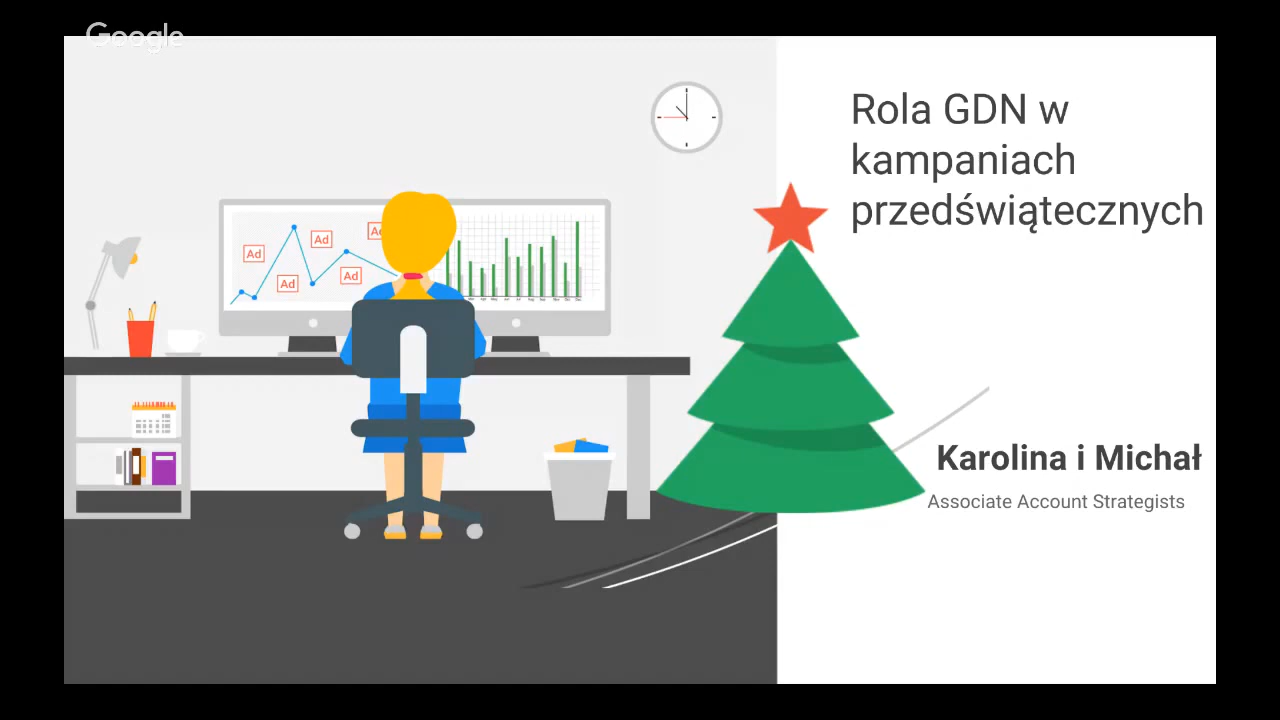 Google
Rola GDN w
kampaniach
przedświątecznych
Ad
Ad
Ad
Ad
Karolina i Michał
Associate Account Strategists